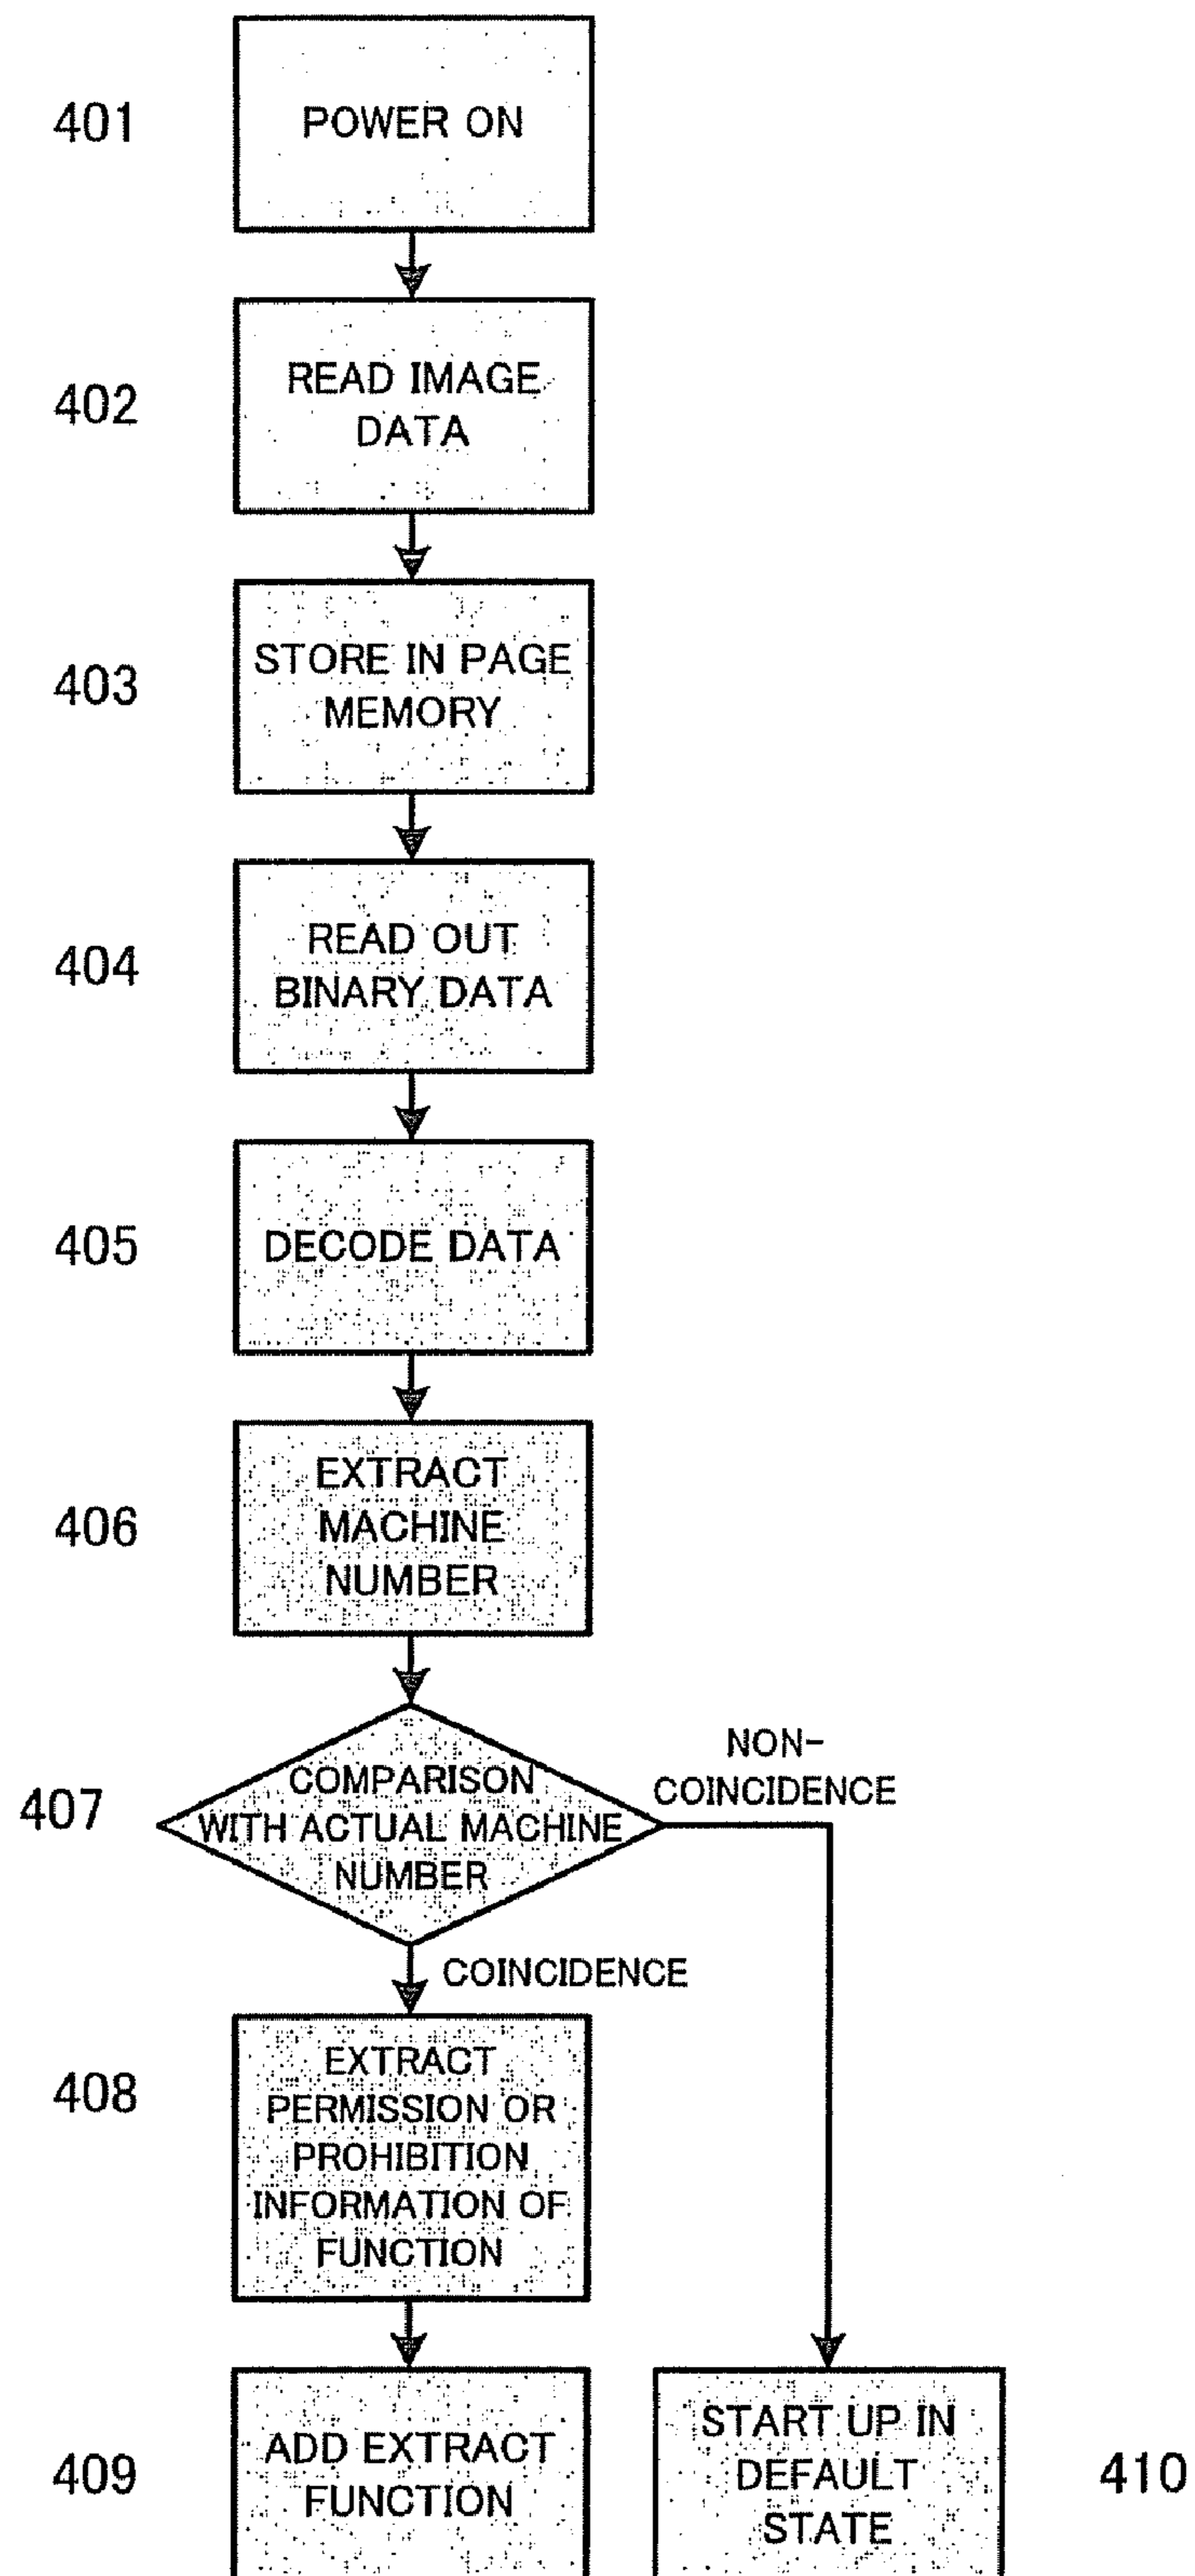 401
POWER ON
402
READ IMAGE
DATA
403
STORE IN PAGE
MEMORY
404
READ OUT
BINARY DATA
405
DECODE DATA
406
EXTRACT
MACHINE
NUMBER
407
COMPARISON
WITH ACTUAL MACHINE
NUMBER
NON-
COINCIDENCE
COINCIDENCE
408
EXTRACT
PERMISSION OR
PROHIBITION
INFORMATION OF
FUNCTION
409
ADD EXTRACT
FUNCTION
START UP IN
DEFAULT
STATE
410